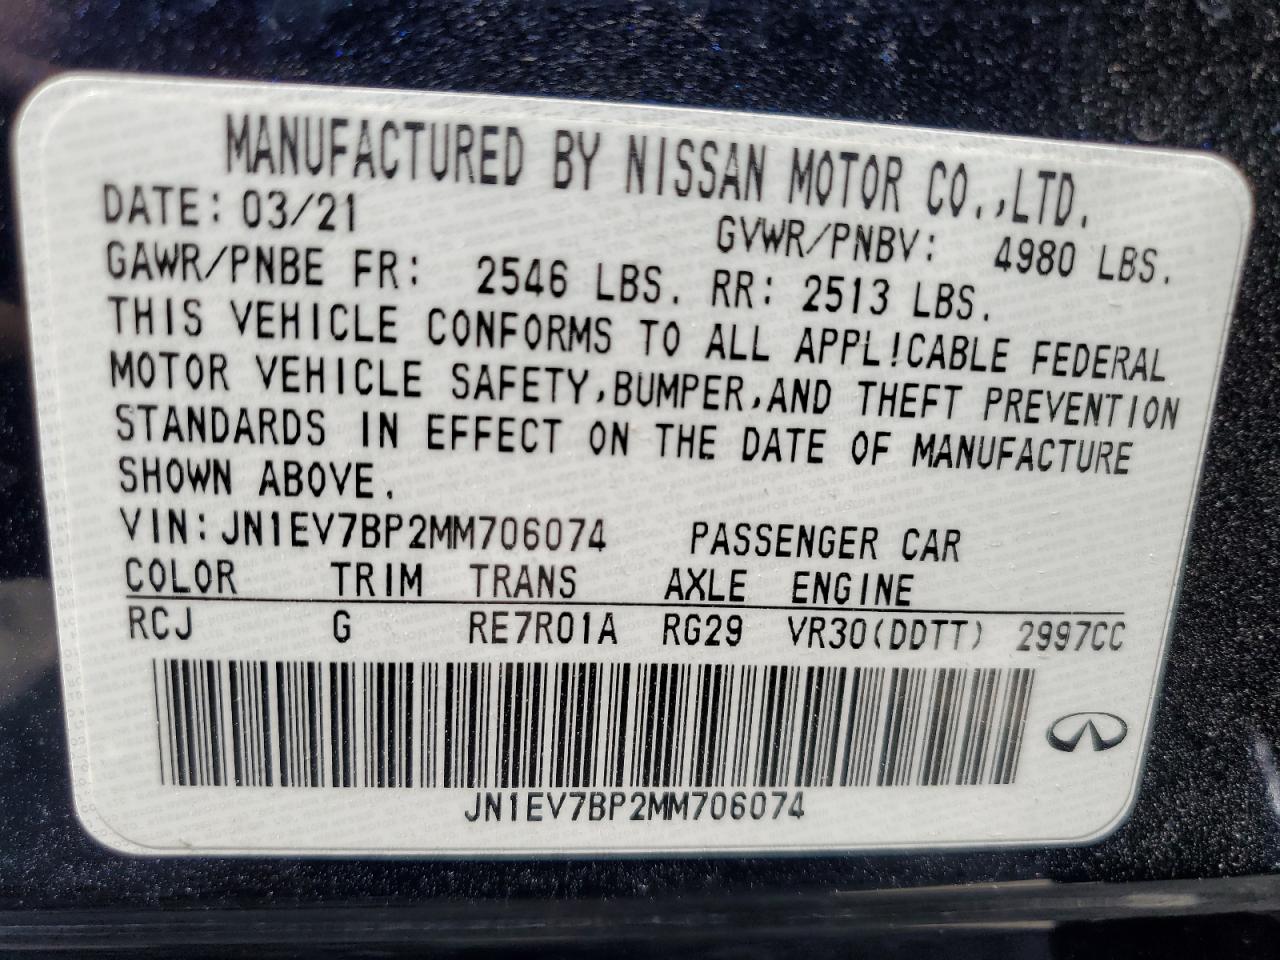 MANUFACTURED BY NISSAN MOTOR CO.,LTD.
DATE: 03/21 GVWR/PNBV: 4980 LBS.
GAWR/PNBE FR: 2546 LBS. RR: 2513 LBS.
THIS VEHICLE CONFORMS TO ALL APPL!CABLE FEDERAL
MOTOR VEHICLE SAFETY,BUMPER,AND THEFT PREVENTION
STANDARDS IN EFFECT ON THE DATE OF MANUFACTURE
SHOWN ABOVE.
VIN:JN1EV7BP2MM706074 PASSENGER CAR
COLOR TRIM TRANS AXLE ENGINE
RCJ G RE7R01A RG29 VR30(DDTT) 2997CC
JN1EV7BP2MM706074